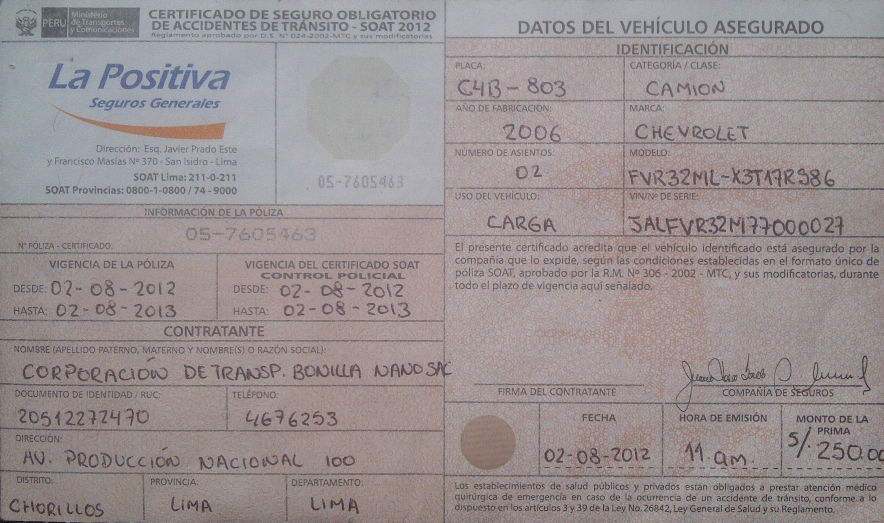 PERÚ
Ministerio
de Transportes
y Comunicaciones
CERTIFICADO DE SEGURO OBLIGATORIO
DE ACCIDENTES DE TRÁNSITO - SOAT 2012
Reglamento aprobado por D.S. N° 024-2002-MTC y sus modificatorias
La Positiva
Seguros Generales
Dirección: Esq. Javier Prado Este
y Francisco Masías Nº 370 - San Isidro - Lima
SOAT Lima: 211-0-211
SOAT Provincias: 0800-1-0800 / 74 - 9000
05-7605463
INFORMACIÓN DE LA PÓLIZA
Nº PÓLIZA - CERTIFICADO:
05-7605463
VIGENCIA DE LA PÓLIZA
DESDE: 02-08-2012
HASTA: 02-08-2013
VIGENCIA DEL CERTIFICADO SOAT
CONTROL POLICIAL
DESDE: 02-08-2012
HASTA: 02-08-2013
CONTRATANTE
NOMBRE (APELLIDO PATERNO, MATERNO Y NOMBRE(S) O RAZÓN SOCIAL):
CORPORACIÓN DE TRANSP. BONILLA NANO SAC
DOCUMENTO DE IDENTIDAD / RUC:
20512272470
TELÉFONO:
4676253
DIRECCIÓN:
AV. PRODUCCIÓN NACIONAL 100
DISTRITO:
CHORILLOS
PROVINCIA:
LIMA
DEPARTAMENTO:
LIMA
DATOS DEL VEHÍCULO ASEGURADO
IDENTIFICACIÓN
PLACA:
C4B-803
CATEGORÍA / CLASE:
CAMION
AÑO DE FABRICACIÓN:
2006
MARCA:
CHEVROLET
NÚMERO DE ASIENTOS:
02
MODELO:
FVR32ML-X3T17RS86
USO DEL VEHÍCULO:
CARGA
VIN/Nº DE SERIE:
JALFVR32M77000027
El presente certificado acredita que el vehículo identificado está asegurado por la
compañía que lo expide, según las condiciones establecidas en el formato único de
póliza SOAT, aprobado por la R.M. Nº 306 - 2002 - MTC, y sus modificatorias, durante
todo el plazo de vigencia aquí señalado.
FIRMA DEL CONTRATANTE
COMPAÑÍA DE SEGUROS
FECHA
02-08-2012
HORA DE EMISIÓN
11.am.
MONTO DE LA
PRIMA
S/. 250.00
Los establecimientos de salud públicos y privados están obligados a prestar atención médico
quirúrgica de emergencia en caso de la ocurrencia de un accidente de tránsito, conforme a lo
dispuesto en los artículos 3 y 39 de la Ley No. 26842, Ley General de Salud y su Reglamento.